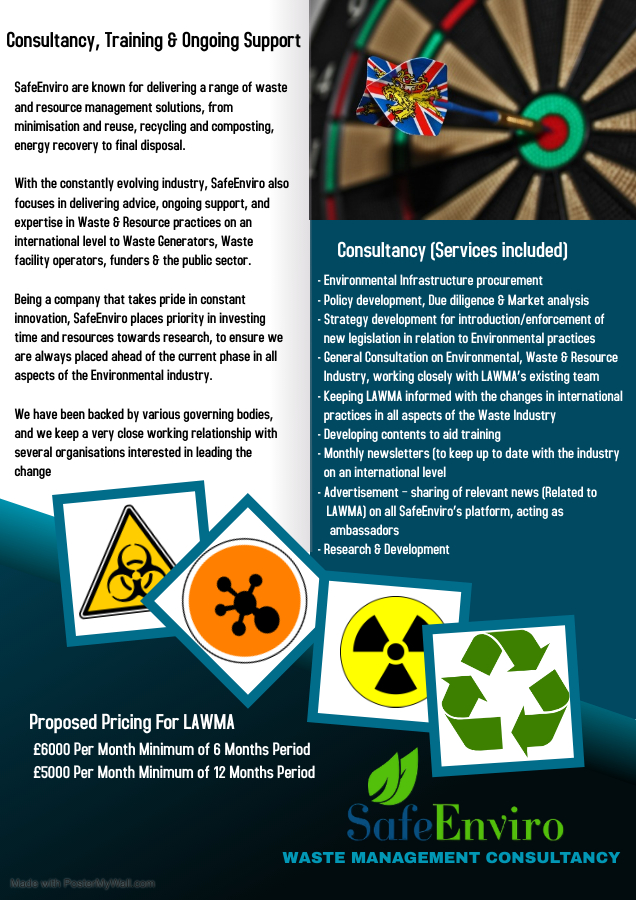 Consultancy, Training & Ongoing Support
SafeEnviro are known for delivering a range of waste
and resource management solutions, from
minimisation and reuse, recycling and composting,
energy recovery to final disposal.
With the constantly evolving industry, SafeEnviro also
focuses in delivering advice, ongoing support, and
expertise in Waste & Resource practices on an
international level to Waste Generators, Waste
facility operators, funders & the public sector.
Being a company that takes pride in constant
innovation, SafeEnviro places priority in investing
time and resources towards research, to ensure we
are always placed ahead of the current phase in all
aspects of the Environmental industry.
We have been backed by various governing bodies,
and we keep a very close working relationship with
several organisations interested in leading the
change
Consultancy (Services included)
- Environmental Infrastructure procurement
- Policy development, Due diligence & Market analysis
- Strategy development for introduction/enforcement of
new legislation in relation to Environmental practices
- General Consultation on Environmental, Waste & Resource
Industry, working closely with LAWMA's existing team
- Keeping LAWMA informed with the changes in international
practices in all aspects of the Waste Industry
- Developing contents to aid training
- Monthly newsletters (to keep up to date with the industry
on an international level
- Advertisement - sharing of relevant news (Related to
LAWMA) on all SafeEnviro's platform, acting as
ambassadors
- Research & Development
Proposed Pricing For LAWMA
£6000 Per Month Minimum of 6 Months Period
£5000 Per Month Minimum of 12 Months Period
SafeEnviro
WASTE MANAGEMENT CONSULTANCY
Made with PosterMyWall.com